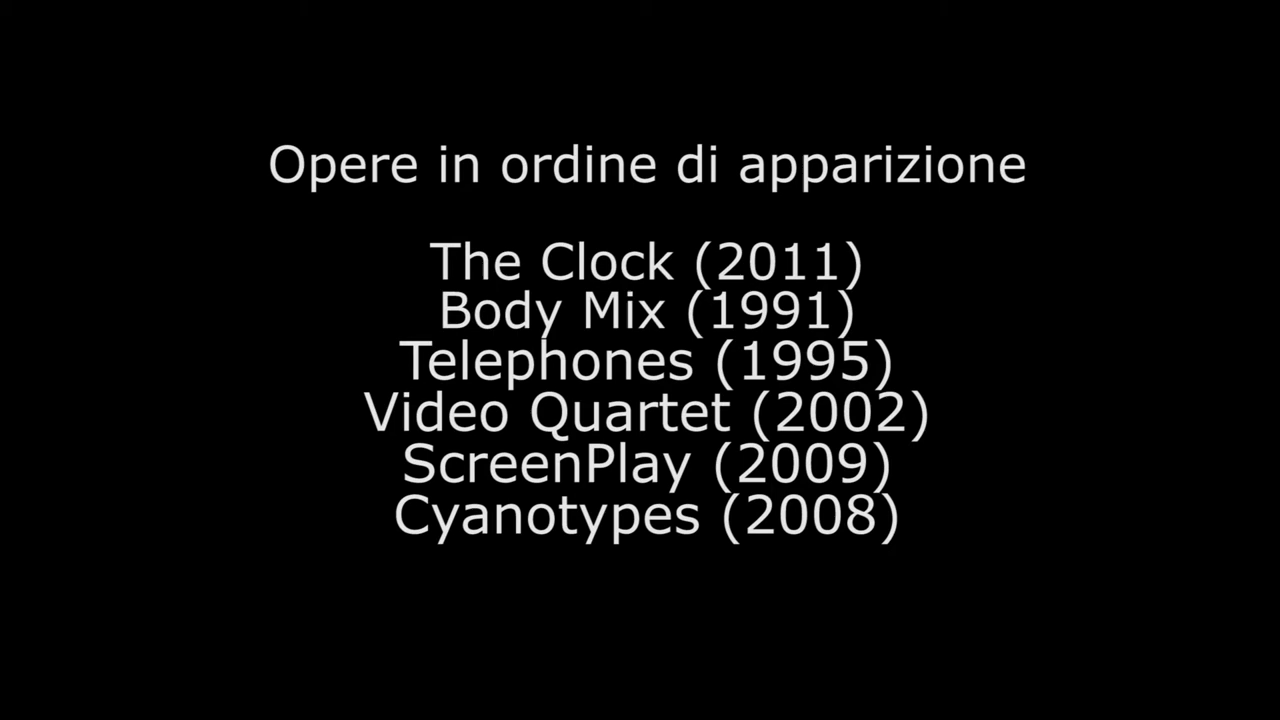 Opere in ordine di apparizione
The Clock (2011)
Body Mix (1991)
Telephones (1995)
Video Quartet (2002)
ScreenPlay (2009)
Cyanotypes (2008)